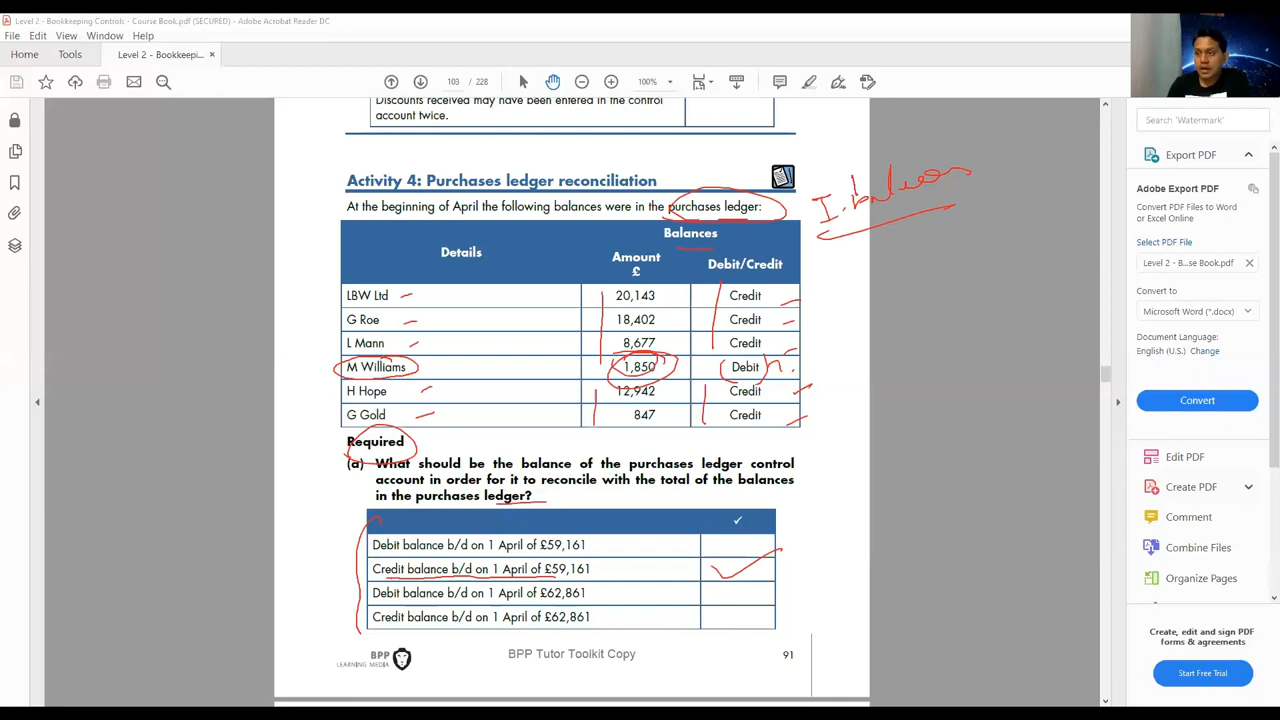 Level 2 - Bookkeeping Controls - Course Book.pdf (SECURED) - Adobe Acrobat Reader DC
File Edit View Window Help
Home Tools Level 2 - Bookkeepi... ×
103 / 228 100%
Discounts received may have been entered in the control
account twice.
Activity 4: Purchases ledger reconciliation
At the beginning of April the following balances were in the purchases ledger:
Details Balances
Amount £ Debit/Credit
LBW Ltd 20,143 Credit
G Roe 18,402 Credit
L Mann 8,677 Credit
M Williams 1,850 Debit
H Hope 12,942 Credit
G Gold 847 Credit
Required
(a) What should be the balance of the purchases ledger control
account in order for it to reconcile with the total of the balances
in the purchases ledger?
✓
Debit balance b/d on 1 April of £59,161
Credit balance b/d on 1 April of £59,161
Debit balance b/d on 1 April of £62,861
Credit balance b/d on 1 April of £62,861
BPP
LEARNING MEDIA
BPP Tutor Toolkit Copy
91
Search 'Watermark'
Export PDF
Adobe Export PDF
Convert PDF Files to Word
or Excel Online
Select PDF File
Level 2 - B...se Book.pdf ×
Convert to
Microsoft Word (*.docx)
Document Language:
English (U.S.) Change
Convert
Edit PDF
Create PDF
Comment
Combine Files
Organize Pages
Create, edit and sign PDF
forms & agreements
Start Free Trial